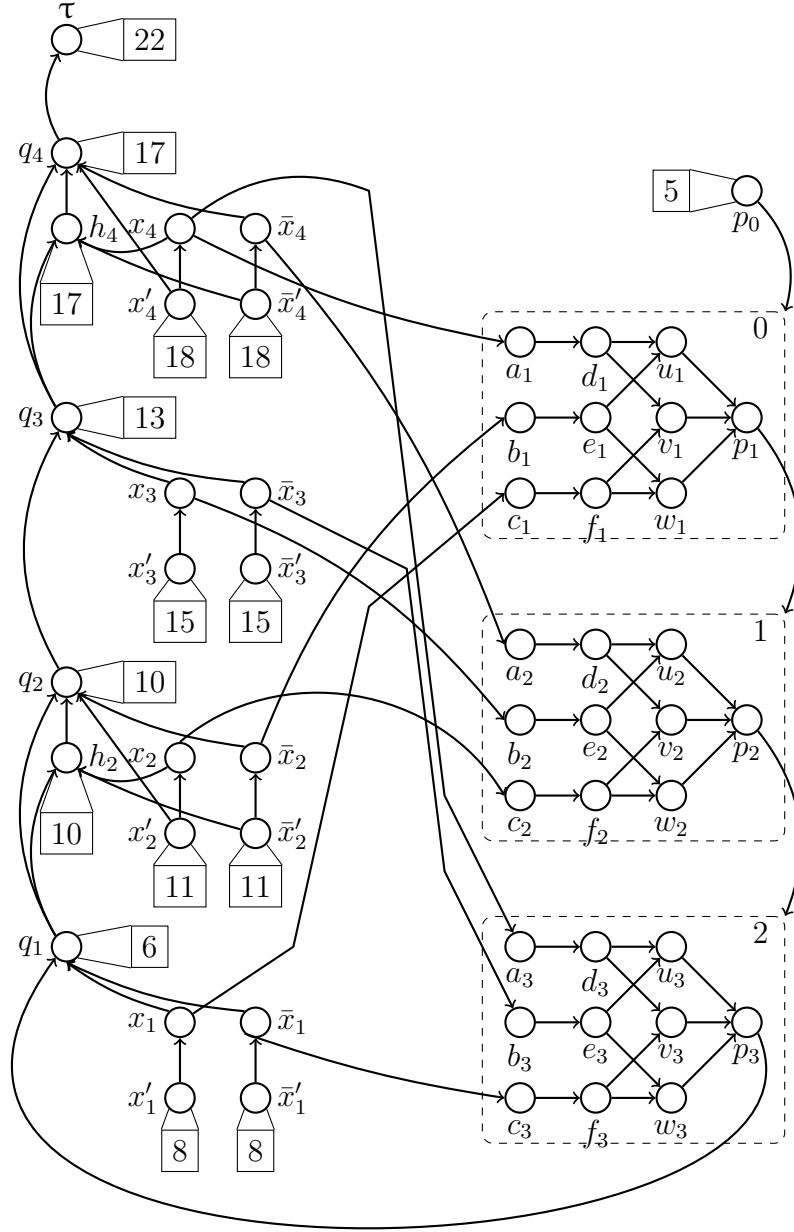 τ
22
q₄ 17
5
p₀
h₄ x₄ x̄₄
17
x′₄ x̄′₄
18 18
0
a₁ d₁ u₁
q₃ 13
b₁ e₁ v₁ p₁
c₁ f₁ w₁
x₃ x̄₃
x′₃ x̄′₃
15 15
1
a₂ d₂ u₂
q₂ 10
b₂ e₂ v₂ p₂
c₂ f₂ w₂
h₂ x₂ x̄₂
10
x′₂ x̄′₂
11 11
2
q₁ 6
a₃ d₃ u₃
x₁ x̄₁
b₃ e₃ v₃ p₃
x′₁ x̄′₁
c₃ f₃ w₃
8 8